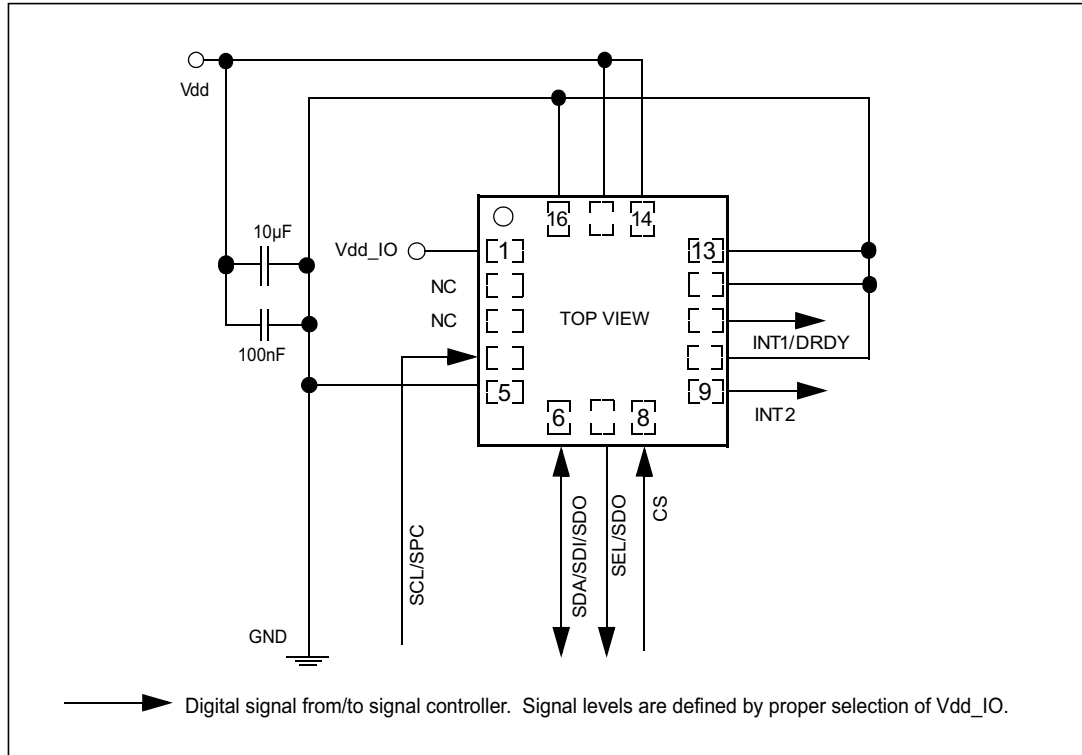 Vdd
16
14
10µF
Vdd_IO
1
13
NC
NC
TOP VIEW
INT1/DRDY
100nF
5
9
6
8
INT2
SCL/SPC
SDA/SDI/SDO
SEL/SDO
CS
GND
Digital signal from/to signal controller. Signal levels are defined by proper selection of Vdd_IO.